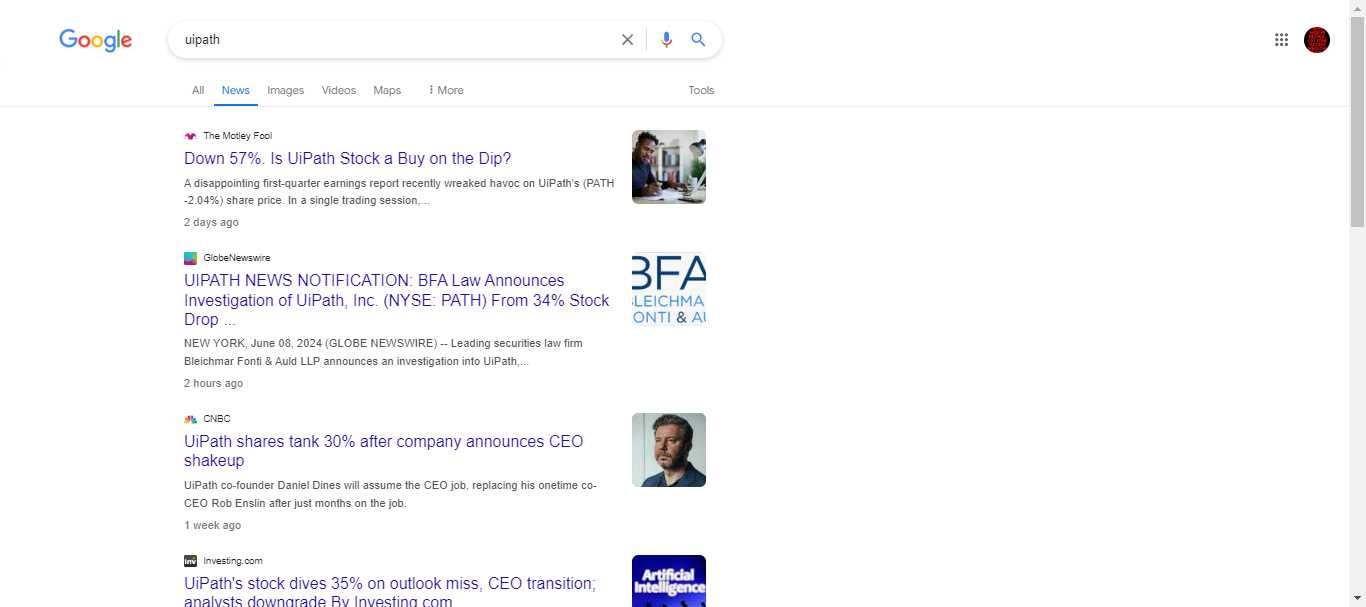 Google
uipath
All News Images Videos Maps More Tools
The Motley Fool
Down 57%. Is UiPath Stock a Buy on the Dip?
A disappointing first-quarter earnings report recently wreaked havoc on UiPath's (PATH
-2.04%) share price. In a single trading session,...
2 days ago
GlobeNewswire
UIPATH NEWS NOTIFICATION: BFA Law Announces
Investigation of UiPath, Inc. (NYSE: PATH) From 34% Stock
Drop ...
NEW YORK, June 08, 2024 (GLOBE NEWSWIRE) -- Leading securities law firm
Bleichmar Fonti & Auld LLP announces an investigation into UiPath,...
2 hours ago
BFA
LEICHMA
ONTI & AU
CNBC
UiPath shares tank 30% after company announces CEO
shakeup
UiPath co-founder Daniel Dines will assume the CEO job, replacing his onetime co-
CEO Rob Enslin after just months on the job.
1 week ago
Inv
Investing.com
UiPath's stock dives 35% on outlook miss, CEO transition;
analysts downgrade By Investing.com
Artificial
Intelligence